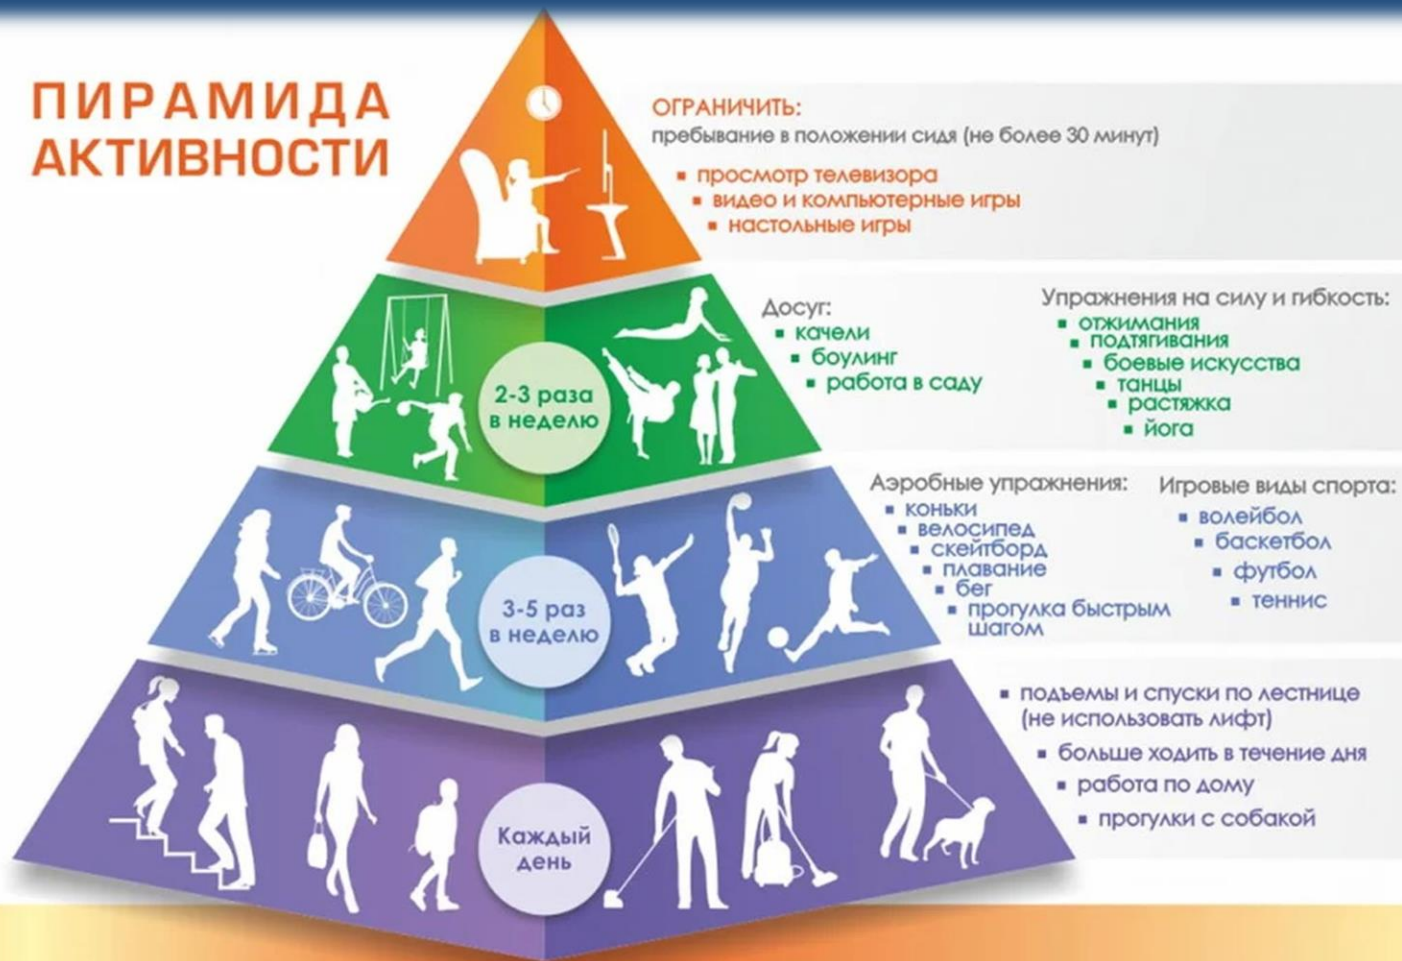 ПИРАМИДА
АКТИВНОСТИ
ОГРАНИЧИТЬ:
пребывание в положении сидя (не более 30 минут)
▪ просмотр телевизора
▪ видео и компьютерные игры
▪ настольные игры
2-3 раза
в неделю
Досуг:
▪ качели
▪ боулинг
▪ работа в саду
Упражнения на силу и гибкость:
▪ отжимания
▪ подтягивания
▪ боевые искусства
▪ танцы
▪ растяжка
▪ йога
3-5 раз
в неделю
Аэробные упражнения:
▪ коньки
▪ велосипед
▪ скейтборд
▪ плавание
▪ бег
▪ прогулка быстрым
шагом
Игровые виды спорта:
▪ волейбол
▪ баскетбол
▪ футбол
▪ теннис
Каждый
день
▪ подъемы и спуски по лестнице
(не использовать лифт)
▪ больше ходить в течение дня
▪ работа по дому
▪ прогулки с собакой